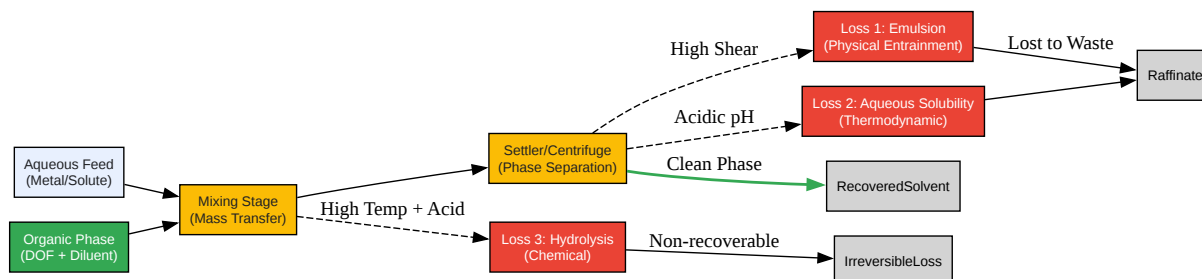 Aqueous Feed
(Metal/Solute)
Organic Phase
(DOF + Diluent)
Mixing Stage
(Mass Transfer)
High Temp + Acid
Settler/Centrifuge
(Phase Separation)
Loss 3: Hydrolysis
(Chemical)
High Shear
Acidic pH
Clean Phase
Non-recoverable
Loss 1: Emulsion
(Physical Entrainment)
Loss 2: Aqueous Solubility
(Thermodynamic)
RecoveredSolvent
IrreversibleLoss
Lost to Waste
Raffinate